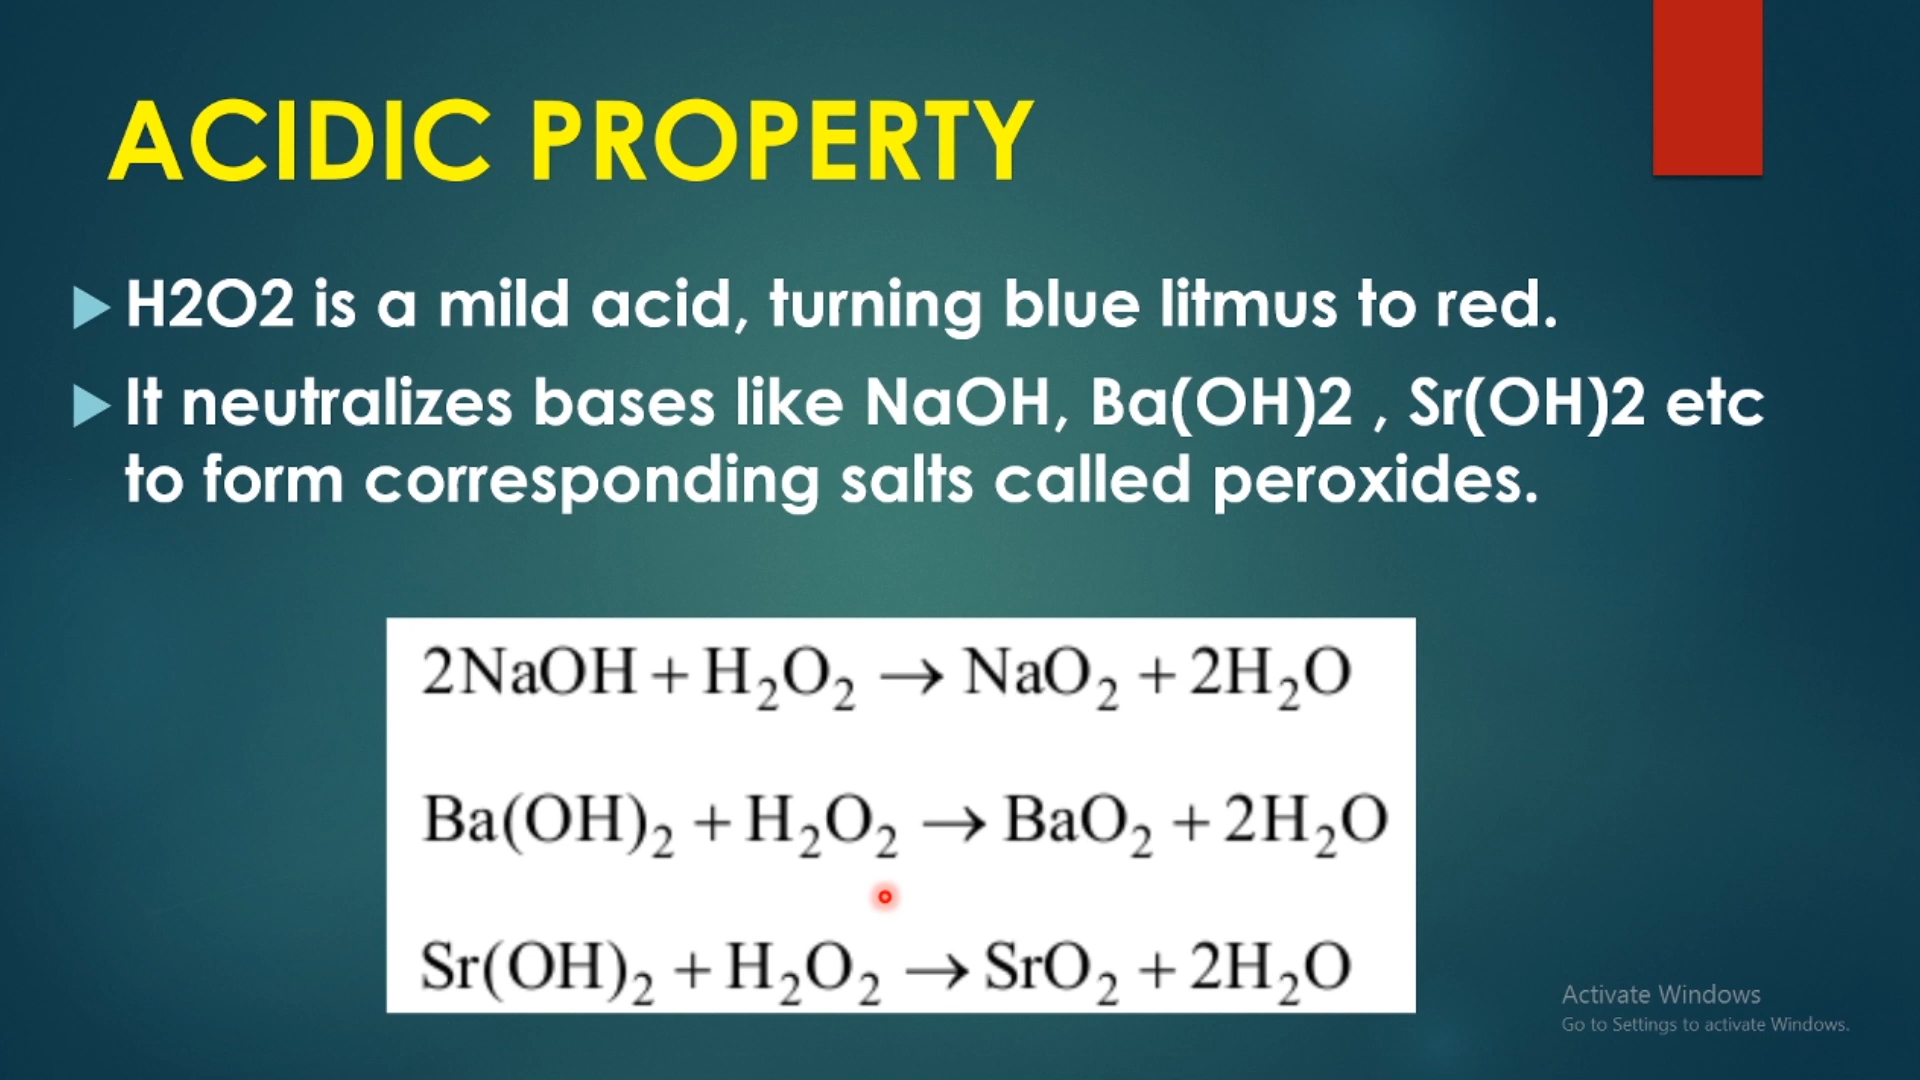 ACIDIC PROPERTY
H2O2 is a mild acid, turning blue litmus to red.
It neutralizes bases like NaOH, Ba(OH)2 , Sr(OH)2 etc
to form corresponding salts called peroxides.
2NaOH + H₂O₂ → NaO₂ + 2H₂O
Ba(OH)₂ + H₂O₂ → BaO₂ + 2H₂O
Sr(OH)₂ + H₂O₂ → SrO₂ + 2H₂O
Activate Windows
Go to Settings to activate Windows.